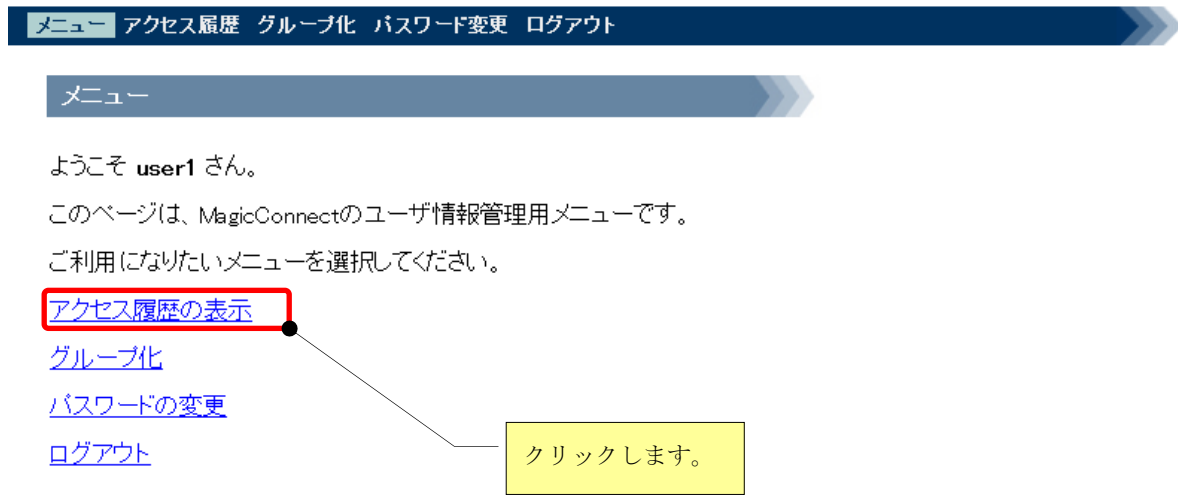 メニュー アクセス履歴 グループ化 パスワード変更 ログアウト
メニュー
ようこそ user1 さん。
このページは、MagicConnectのユーザ情報管理用メニューです。
ご利用になりたいメニューを選択してください。
アクセス履歴の表示
グループ化
パスワードの変更
ログアウト
クリックします。